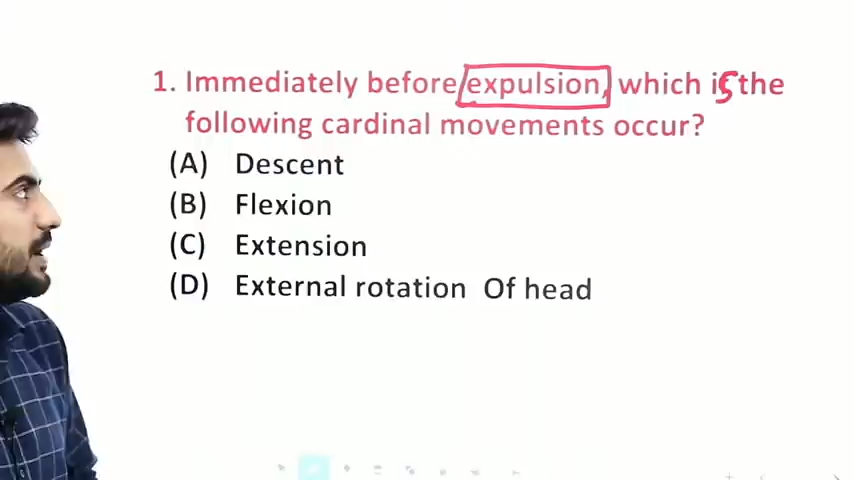 1. Immediately before expulsion, which is the
following cardinal movements occur?
(A) Descent
(B) Flexion
(C) Extension
(D) External rotation Of head